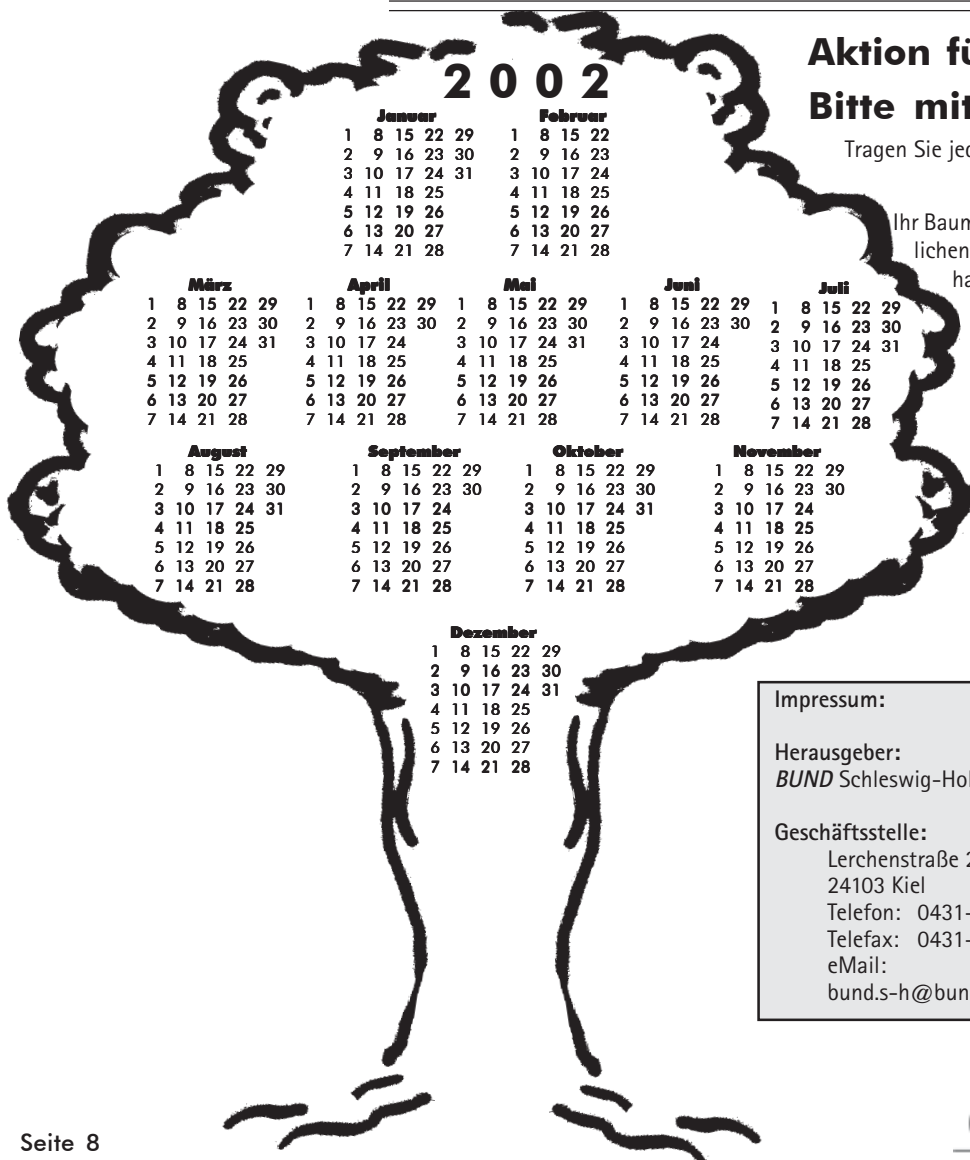 2 0 0 2
Aktion fü
Bitte mit
Tragen Sie jed
Ihr Baum
lichen
ha
Januar
1 8 15 22 29
2 9 16 23 30
3 10 17 24 31
4 11 18 25
5 12 19 26
6 13 20 27
7 14 21 28
Februar
1 8 15 22
2 9 16 23
3 10 17 24
4 11 18 25
5 12 19 26
6 13 20 27
7 14 21 28
März
1 8 15 22 29
2 9 16 23 30
3 10 17 24 31
4 11 18 25
5 12 19 26
6 13 20 27
7 14 21 28
April
1 8 15 22 29
2 9 16 23 30
3 10 17 24
4 11 18 25
5 12 19 26
6 13 20 27
7 14 21 28
Mai
1 8 15 22 29
2 9 16 23 30
3 10 17 24 31
4 11 18 25
5 12 19 26
6 13 20 27
7 14 21 28
Juni
1 8 15 22 29
2 9 16 23 30
3 10 17 24
4 11 18 25
5 12 19 26
6 13 20 27
7 14 21 28
Juli
1 8 15 22 29
2 9 16 23 30
3 10 17 24 31
4 11 18 25
5 12 19 26
6 13 20 27
7 14 21 28
August
1 8 15 22 29
2 9 16 23 30
3 10 17 24 31
4 11 18 25
5 12 19 26
6 13 20 27
7 14 21 28
September
1 8 15 22 29
2 9 16 23 30
3 10 17 24
4 11 18 25
5 12 19 26
6 13 20 27
7 14 21 28
Oktober
1 8 15 22 29
2 9 16 23 30
3 10 17 24 31
4 11 18 25
5 12 19 26
6 13 20 27
7 14 21 28
November
1 8 15 22 29
2 9 16 23 30
3 10 17 24
4 11 18 25
5 12 19 26
6 13 20 27
7 14 21 28
Dezember
1 8 15 22 29
2 9 16 23 30
3 10 17 24 31
4 11 18 25
5 12 19 26
6 13 20 27
7 14 21 28
Impressum:
Herausgeber:
BUND Schleswig-Hol
Geschäftsstelle:
Lerchenstraße 2
24103 Kiel
Telefon: 0431-
Telefax: 0431-
eMail:
bund.s-h@bun
Seite 8